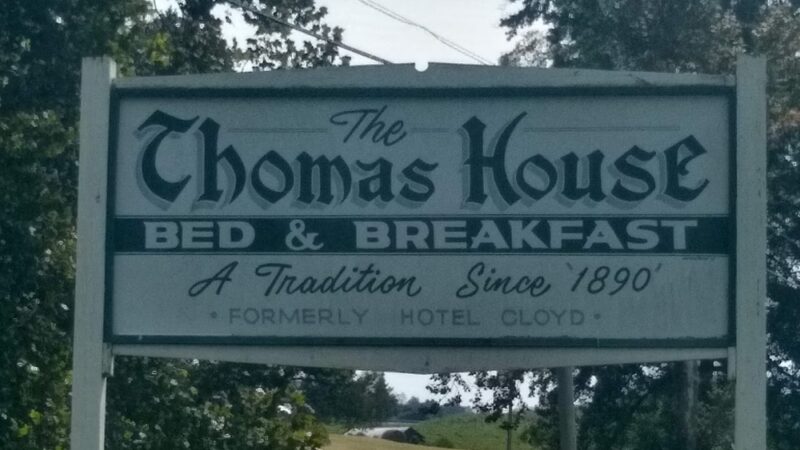 The
Thomas House
BED & BREAKFAST
A Tradition Since '1890'
• FORMERLY HOTEL CLOYD •